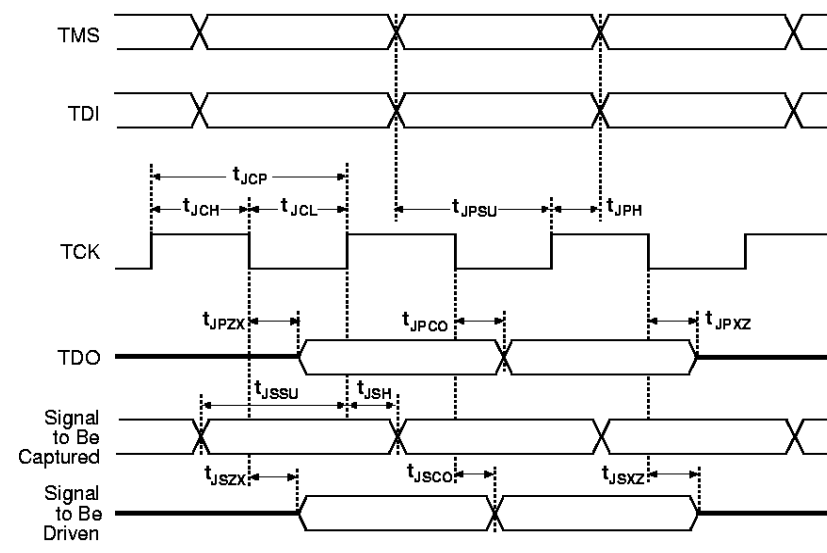 TMS
TDI
tJCP
tJCH
tJCL
tJPSU
tJPH
TCK
tJPZX
tJPCO
tJPXZ
TDO
tJSSU
tJSH
Signal
to Be
Captured
tJSZX
tJSCO
tJSXZ
Signal
to Be
Driven